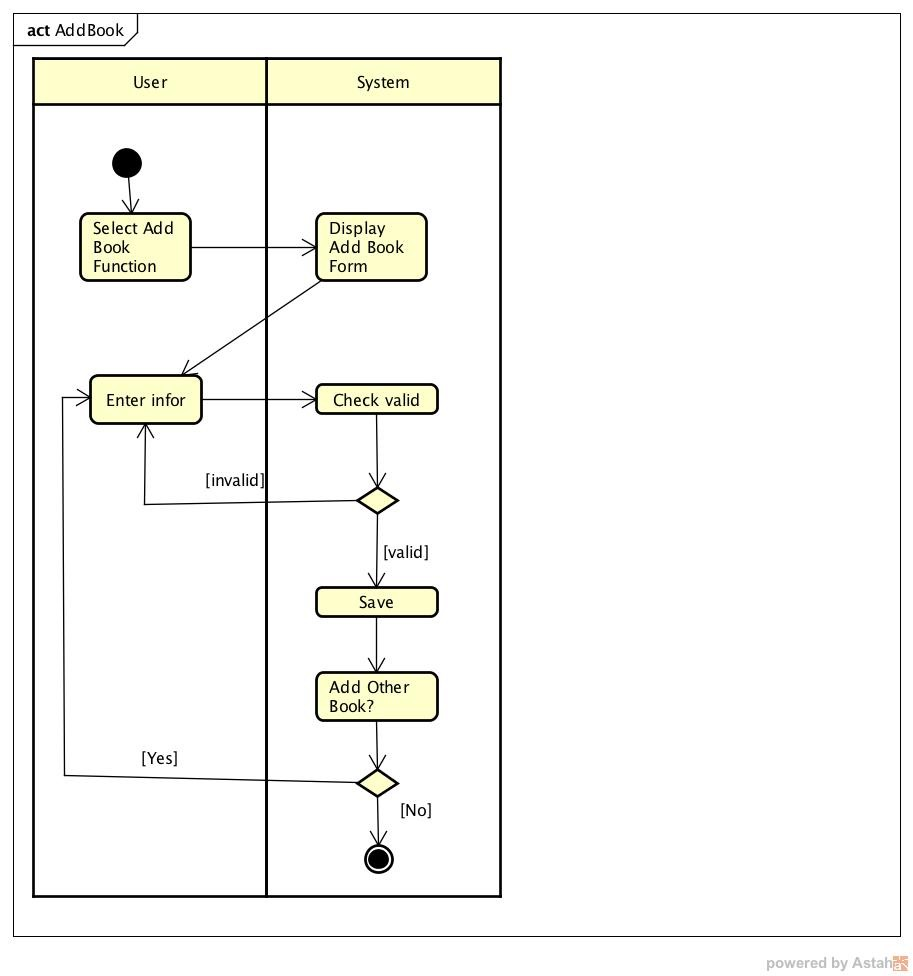 act AddBook
User
System
Select Add
Book
Function
Display
Add Book
Form
Enter infor
Check valid
[invalid]
[valid]
Save
Add Other
Book?
[Yes]
[No]
powered by Astah